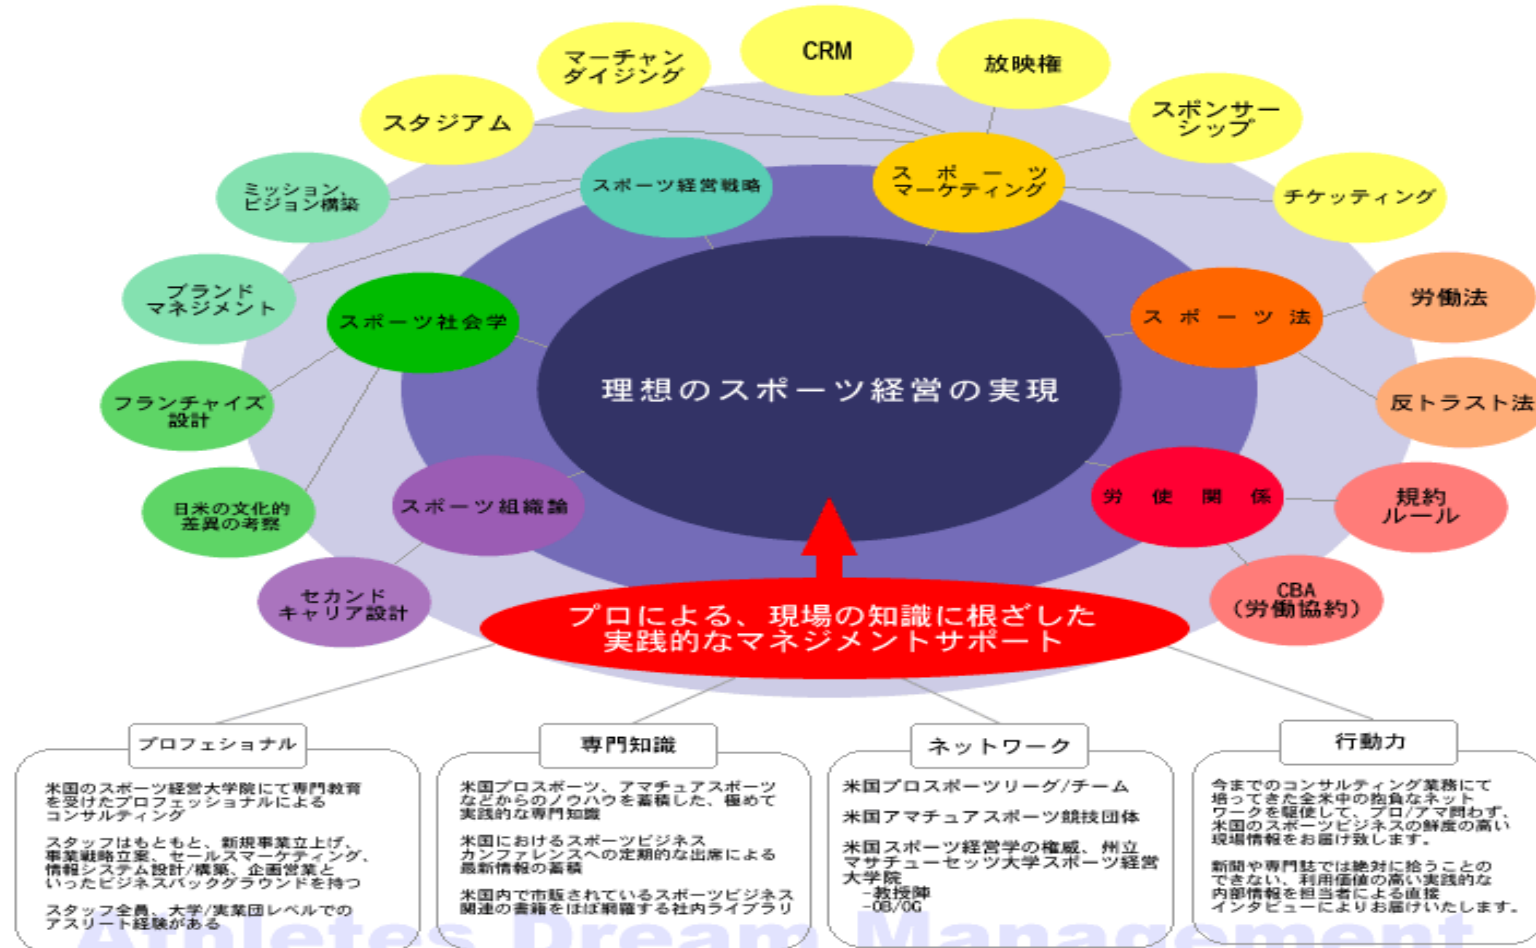 CRM
マーチャン
ダイジング
放映権
スポンサー
シップ
スタジアム
チケッティング
ミッション、
ビジョン構築
スポーツ経営戦略
スポーツ
マーケティング
ブランド
マネジメント
スポーツ社会学
スポーツ法
労働法
フランチャイズ
設計
理想のスポーツ経営の実現
反トラスト法
日米の文化的
差異の考察
スポーツ組織論
労使関係
規約
ルール
セカンド
キャリア設計
CBA
(労働協約)
プロによる、現場の知識に根ざした
実践的なマネジメントサポート
プロフェショナル
米国のスポーツ経営大学院にて専門教育
を受けたプロフェッショナルによる
コンサルティング
スタッフはもともと、新規事業立上げ、
事業戦略立案、セールスマーケティング、
情報システム設計/構築、企画営業と
いったビジネスバックグラウンドを持つ
スタッフ全員、大学/実業団レベルでの
アスリート経験がある
専門知識
米国プロスポーツ、アマチュアスポーツ
などからのノウハウを蓄積した、極めて
実践的な専門知識
米国におけるスポーツビジネス
カンファレンスへの定期的な出席による
最新情報の蓄積
米国内で市販されているスポーツビジネス
関連の書籍をほぼ網羅する社内ライブラリ
ネットワーク
米国プロスポーツリーグ/チーム
米国アマチュアスポーツ競技団体
米国スポーツ経営学の権威、州立
マサチューセッツ大学スポーツ経営
大学院
-教授陣
-OB/OG
行動力
今までのコンサルティング業務にて
培ってきた全米中の抱負なネット
ワークを駆使して、プロ/アマ問わず、
米国のスポーツビジネスの鮮度の高い
現場情報をお届け致します。
新聞や専門誌では絶対に拾うことの
できない、利用価値の高い実践的な
内部情報を担当者による直接
インタビューによりお届けいたします。
Athletes Dream Management